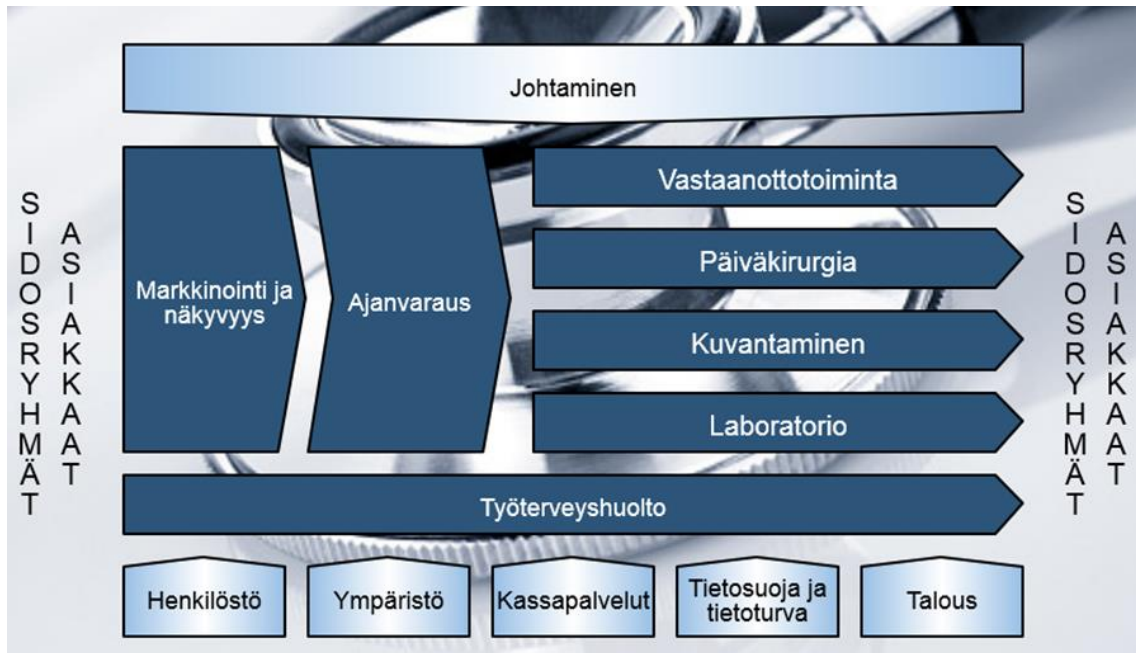 Johtaminen
SIDOSRYHMÄT
ASIAKKAAT
Markkinointi ja
näkyvyys
Ajanvaraus
Vastaanottotoiminta
Päiväkirurgia
Kuvantaminen
Laboratorio
Työterveyshuolto
SIDOSRYHMÄT
ASIAKKAAT
Henkilöstö
Ympäristö
Kassapalvelut
Tietosuoja ja
tietoturva
Talous